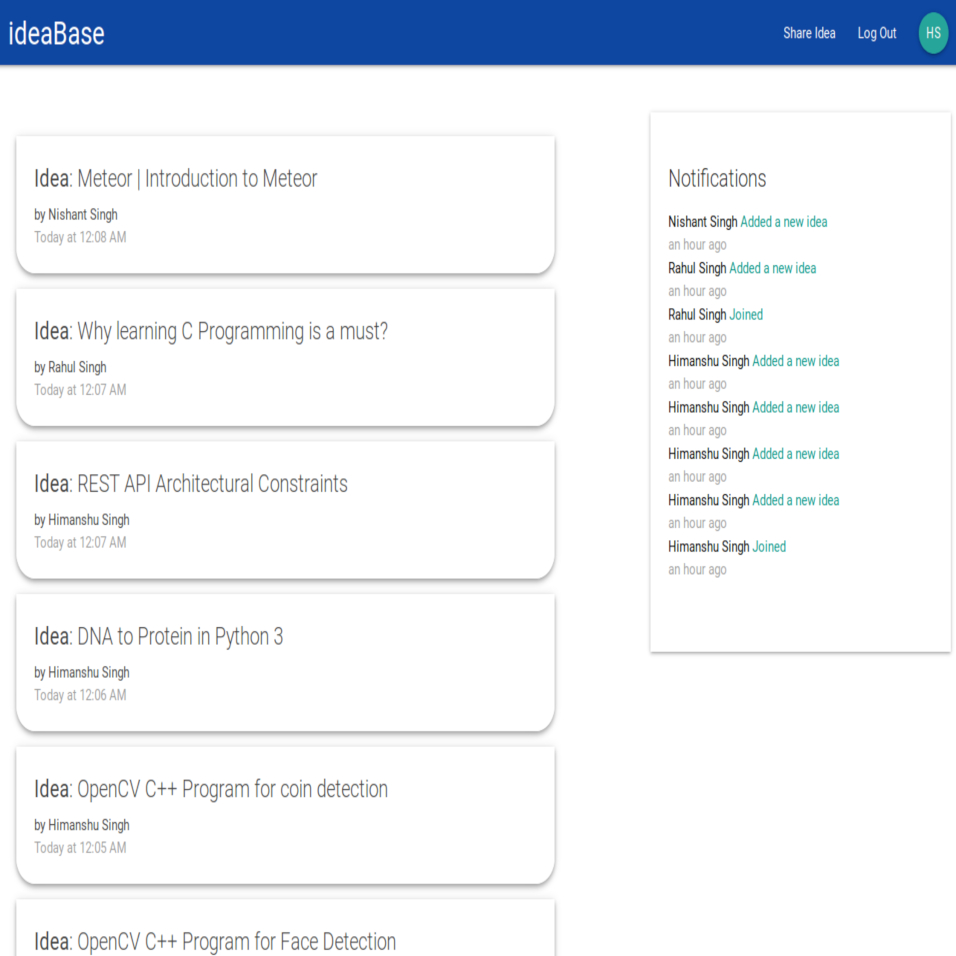 ideaBase
Share Idea
Log Out
HS
Idea: Meteor | Introduction to Meteor
by Nishant Singh
Today at 12:08 AM
Idea: Why learning C Programming is a must?
by Rahul Singh
Today at 12:07 AM
Idea: REST API Architectural Constraints
by Himanshu Singh
Today at 12:07 AM
Idea: DNA to Protein in Python 3
by Himanshu Singh
Today at 12:06 AM
Idea: OpenCV C++ Program for coin detection
by Himanshu Singh
Today at 12:05 AM
Idea: OpenCV C++ Program for Face Detection
Notifications
Nishant Singh Added a new idea
an hour ago
Rahul Singh Added a new idea
an hour ago
Rahul Singh Joined
an hour ago
Himanshu Singh Added a new idea
an hour ago
Himanshu Singh Added a new idea
an hour ago
Himanshu Singh Added a new idea
an hour ago
Himanshu Singh Added a new idea
an hour ago
Himanshu Singh Joined
an hour ago